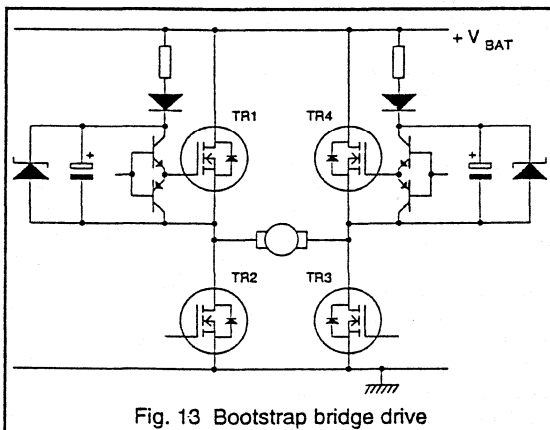 + V BAT
TR1
TR4
+
+
TR2
TR3
Fig. 13 Bootstrap bridge drive